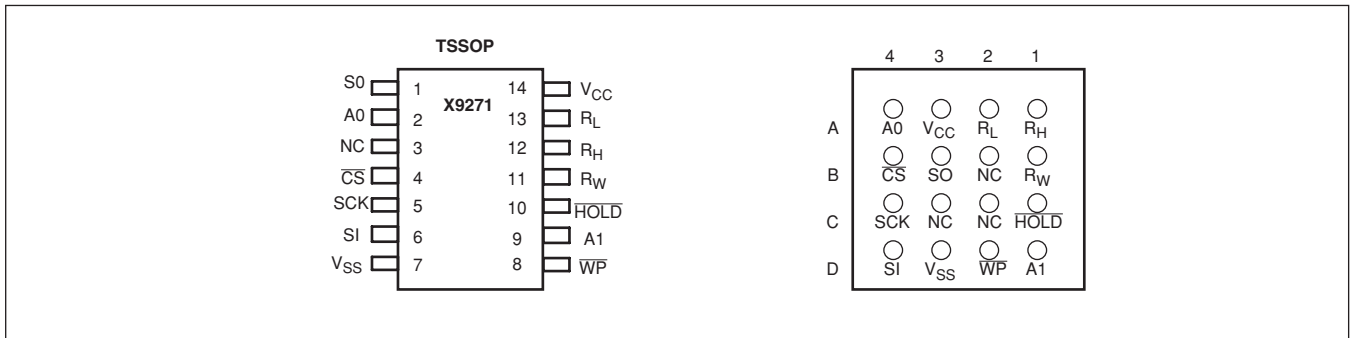 TSSOP
X9271
S0 1 14 VCC
A0 2 13 RL
NC 3 12 RH
CS 4 11 RW
SCK 5 10 HOLD
SI 6 9 A1
VSS 7 8 WP
4 3 2 1
A A0 VCC RL RH
B CS SO NC RW
C SCK NC NC HOLD
D SI VSS WP A1